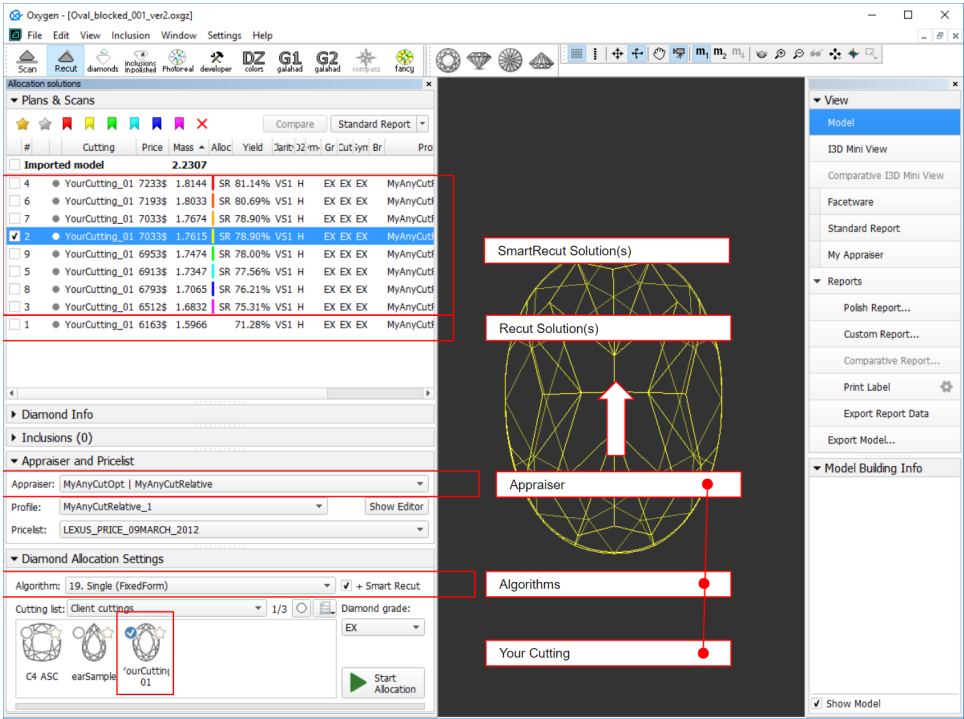 Oxygen - [Oval_blocked_001_ver2.oxgz]
File Edit View Inclusion Window Settings Help
Scan Recut diamonds inclusions inpolished Photoreal developer DZ colors G1 galahad G2 galahad compass fancy m1 m2 m4
Allocation solutions
Plans & Scans
Compare Standard Report
# Cutting Price Mass Alloc Yield Gr Cut
Imported model 2.2307
4 YourCutting_01 7233$ 1.8144 SR 81.14% VS1 H EX EX EX
6 YourCutting_01 7193$ 1.8033 SR 80.69% VS1 H EX EX EX
7 YourCutting_01 7033$ 1.7674 SR 78.90% VS1 H EX EX EX
2 YourCutting_01 7033$ 1.7615 SR 78.90% VS1 H EX EX EX
9 YourCutting_01 6953$ 1.7474 SR 78.00% VS1 H EX EX EX
5 YourCutting_01 6913$ 1.7347 SR 77.56% VS1 H EX EX EX
8 YourCutting_01 6793$ 1.7065 SR 76.21% VS1 H EX EX EX
3 YourCutting_01 6512$ 1.6832 SR 75.31% VS1 H EX EX EX
1 YourCutting_01 6163$ 1.5966 71.28% VS1 H EX EX EX
Diamond Info
Inclusions (0)
Appraiser and Pricelist
Appraiser: MyAnyCutOpt | MyAnyCutRelative
Profile: MyAnyCutRelative_1 Show Editor
Pricelist: LEXUS_PRICE_09MARCH_2012
Diamond Allocation Settings
Algorithm: 19. Single (FixedForm) + Smart Recut
Cutting list: Client cuttings 1/3 Diamond grade:
EX
C4 ASC earSample YourCutting
01
Start
Allocation
SmartRecut Solution(s)
Recut Solution(s)
Appraiser
Algorithms
Your Cutting
View
Model
I3D Mini View
Comparative I3D Mini View
Facetware
Standard Report
My Appraiser
Reports
Polish Report...
Custom Report...
Comparative Report...
Print Label
Export Report Data
Export Model...
Model Building Info
Show Model